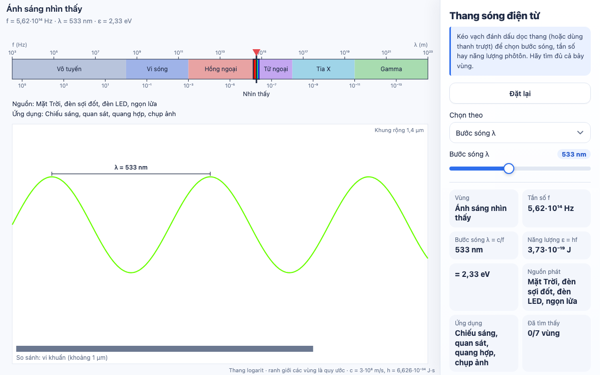 Ánh sáng nhìn thấy
f = 5,62·10¹⁴ Hz · λ = 533 nm · ε = 2,33 eV
f (Hz)
λ (m)
Vô tuyến
Vi sóng
Hồng ngoại
Tử ngoại
Tia X
Gamma
Nhìn thấy
Nguồn: Mặt Trời, đèn sợi đốt, đèn LED, ngọn lửa
Ứng dụng: Chiếu sáng, quan sát, quang hợp, chụp ảnh
Khung rộng 1,4 μm
λ = 533 nm
So sánh: vi khuẩn (khoảng 1 μm)
Thang logarit · ranh giới các vùng là quy ước · c = 3·10⁸ m/s, h = 6,626·10⁻³⁴ J·s
Thang sóng điện từ
Kéo vạch đánh dấu dọc thang (hoặc dùng
thanh trượt) để chọn bước sóng, tần số
hay năng lượng phôtôn. Hãy tìm đủ cả bảy
vùng.
Đặt lại
Chọn theo
Bước sóng λ
Bước sóng λ
533 nm
Vùng
Ánh sáng nhìn
thấy
Tần số f
5,62·10¹⁴ Hz
Bước sóng λ = c/f
533 nm
Năng lượng ε = hf
3,73·10⁻¹⁹ J
= 2,33 eV
Nguồn phát
Mặt Trời, đèn
sợi đốt, đèn
LED, ngọn lửa
Ứng dụng
Chiếu sáng,
quan sát,
quang hợp,
chụp ảnh
Đã tìm thấy
0/7 vùng